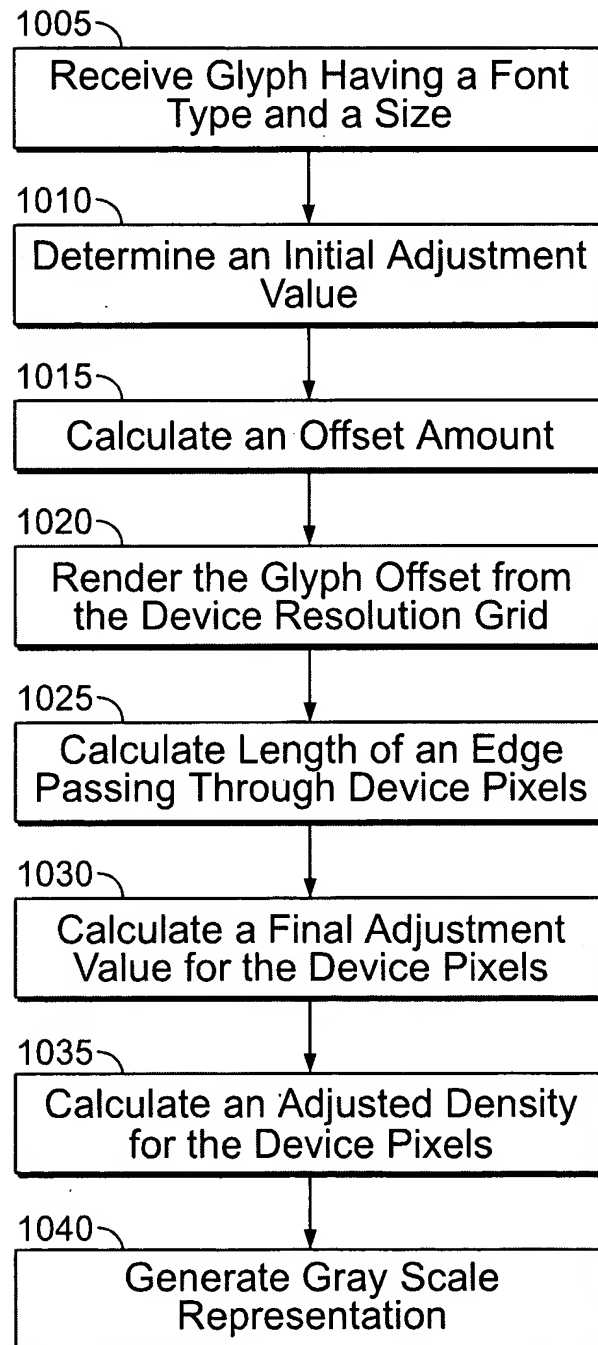 1005
Receive Glyph Having a Font
Type and a Size
1010
Determine an Initial Adjustment
Value
1015
Calculate an Offset Amount
1020
Render the Glyph Offset from
the Device Resolution Grid
1025
Calculate Length of an Edge
Passing Through Device Pixels
1030
Calculate a Final Adjustment
Value for the Device Pixels
1035
Calculate an Adjusted Density
for the Device Pixels
1040
Generate Gray Scale
Representation